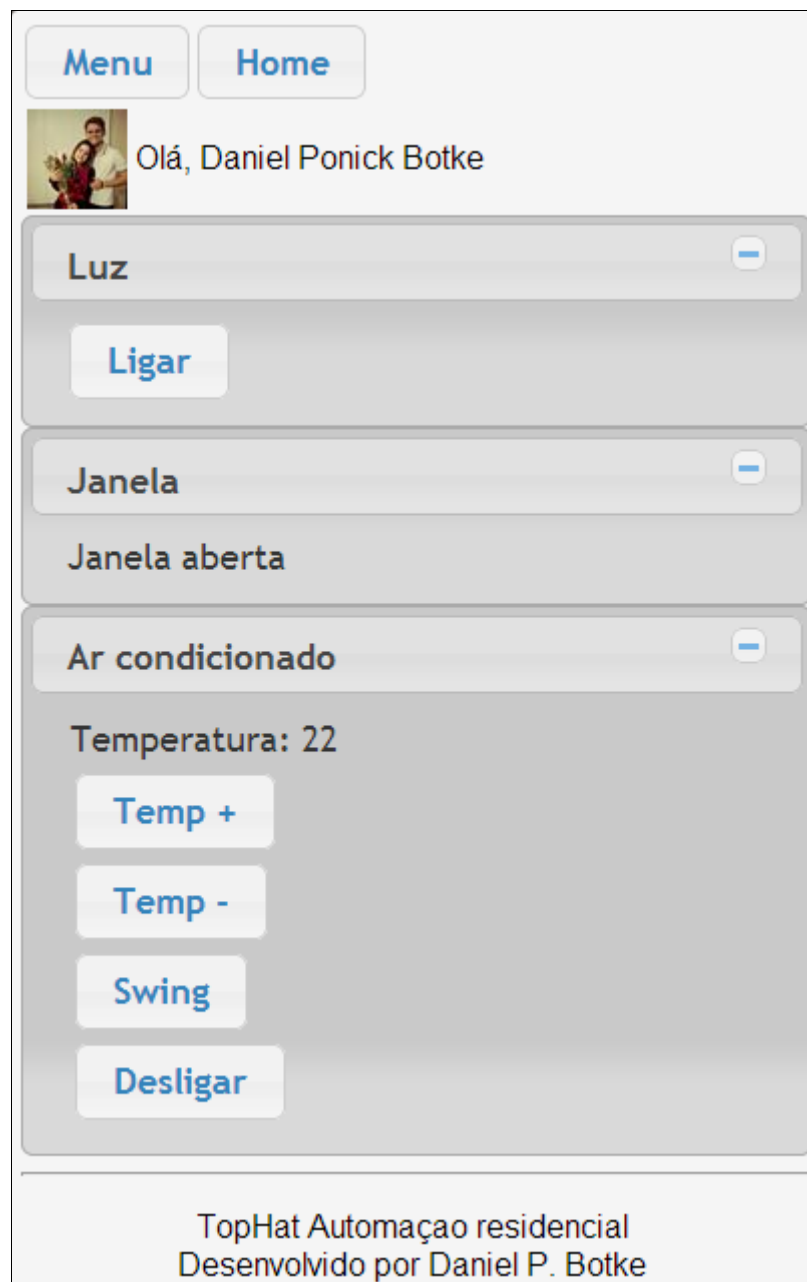 Menu Home
Olá, Daniel Ponick Botke
Luz
Ligar
Janela
Janela aberta
Ar condicionado
Temperatura: 22
Temp +
Temp -
Swing
Desligar
TopHat Automaçao residencial
Desenvolvido por Daniel P. Botke